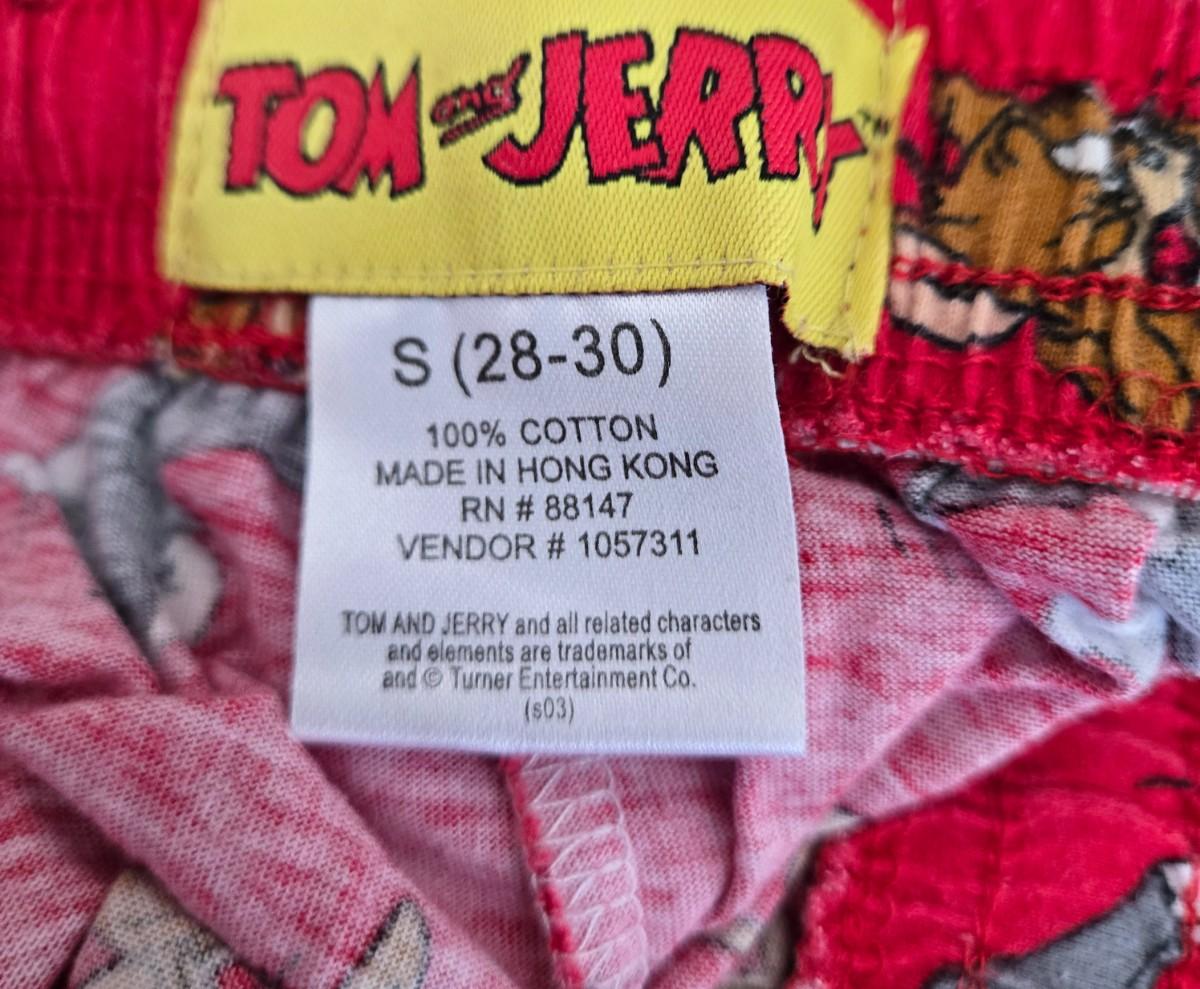 TOM and JERRY™
S (28-30)
100% COTTON
MADE IN HONG KONG
RN # 88147
VENDOR # 1057311
TOM AND JERRY and all related characters
and elements are trademarks of
and © Turner Entertainment Co.
(s03)